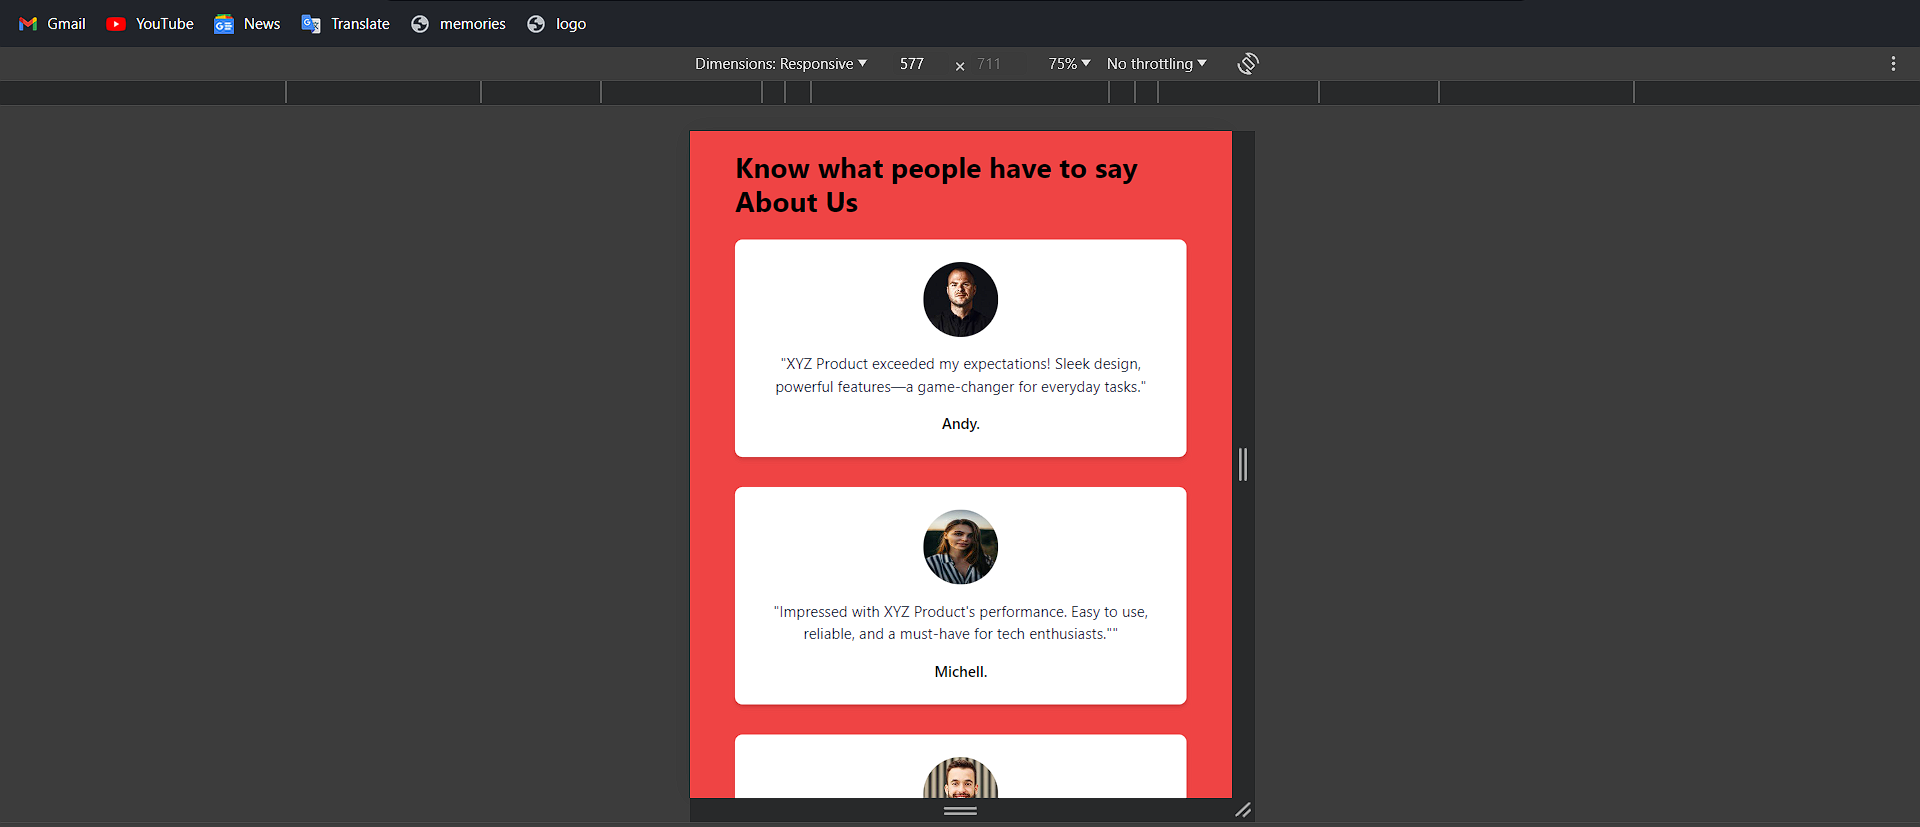 Gmail YouTube News Translate memories logo
Dimensions: Responsive 577 × 711 75% No throttling
Know what people have to say
About Us
"XYZ Product exceeded my expectations! Sleek design,
powerful features—a game-changer for everyday tasks."
Andy.
"Impressed with XYZ Product's performance. Easy to use,
reliable, and a must-have for tech enthusiasts.""
Michell.